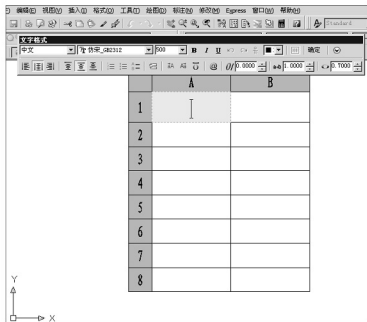 编辑(E) 视图(V) 插入(I) 格式(O) 工具(T) 绘图(D) 标注(N) 修改(M) Express 窗口(W) 帮助(H)
Standard
文字格式
中文 仿宋_GB2312 500 B I U 确定
0/ 0.0000 a-b 1.0000 0.7000
A B
1
2
3
4
5
6
7
8
Y
X